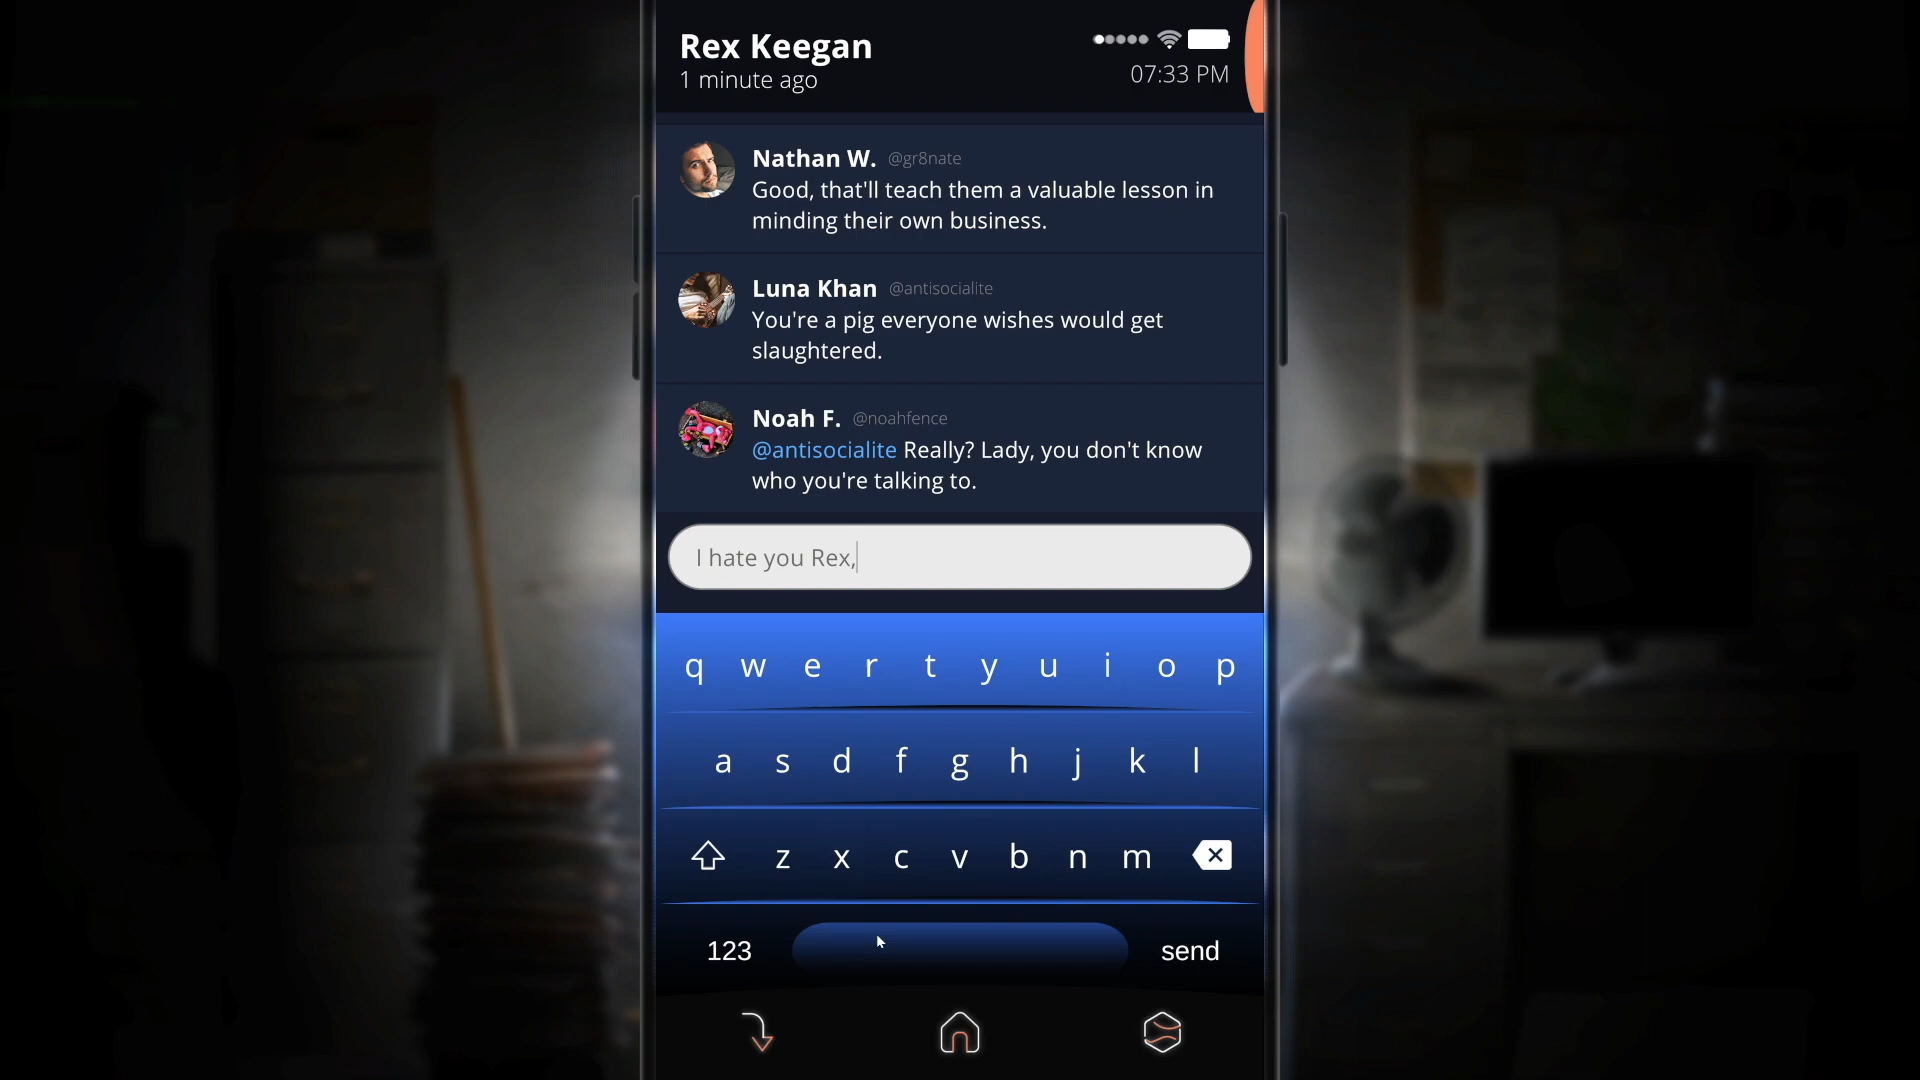 Rex Keegan
1 minute ago
07:33 PM
Nathan W. @gr8nate
Good, that'll teach them a valuable lesson in
minding their own business.
Luna Khan @antisocialite
You're a pig everyone wishes would get
slaughtered.
Noah F. @noahfence
@antisocialite Really? Lady, you don't know
who you're talking to.
I hate you Rex,
q w e r t y u i o p
a s d f g h j k l
z x c v b n m
123 send